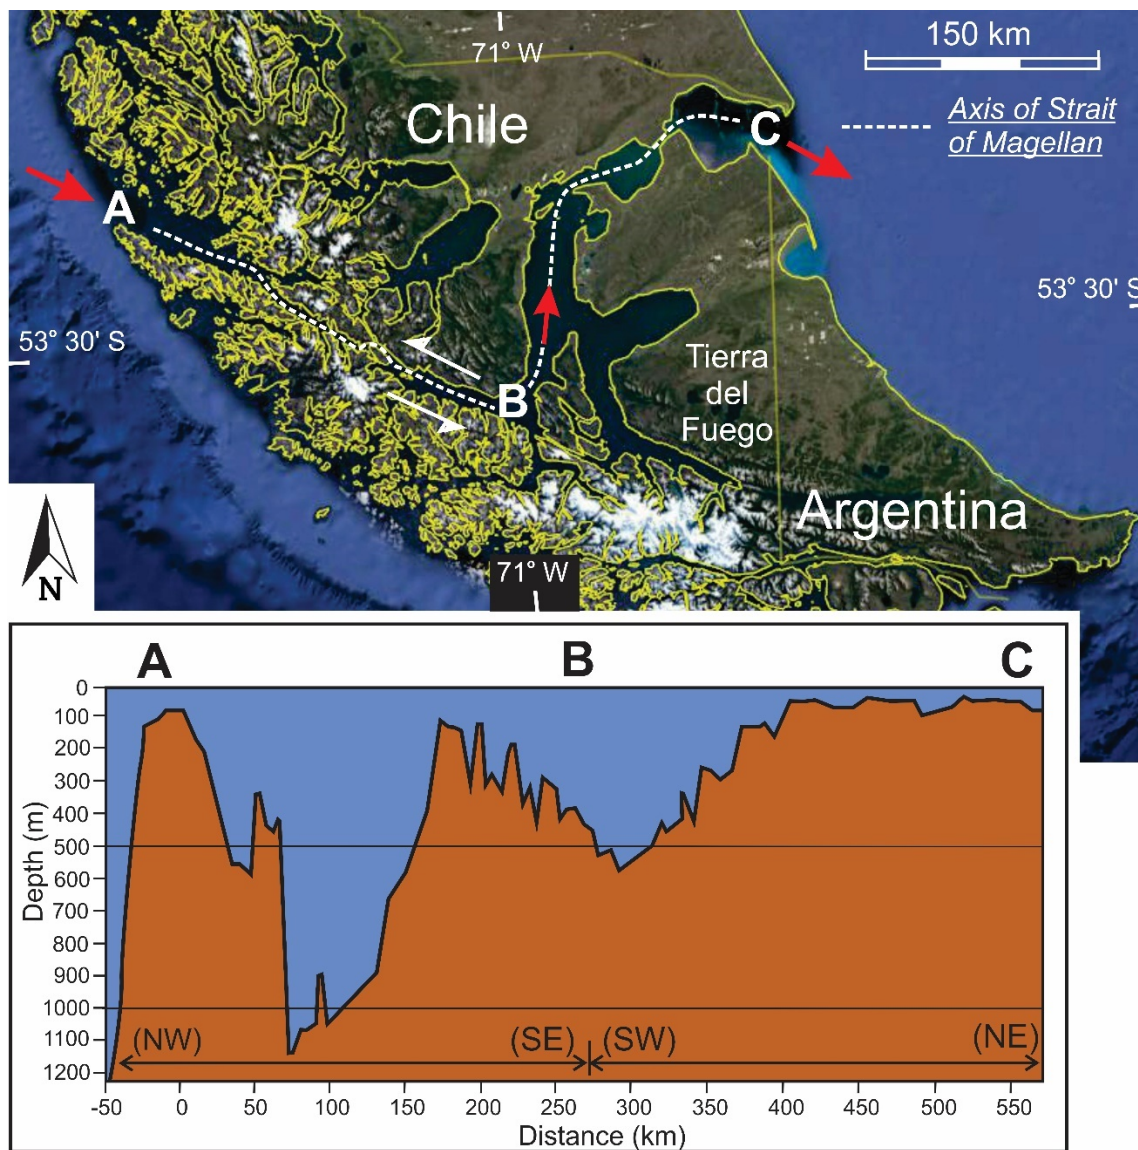 71° W
150 km
Chile
Axis of Strait
of Magellan
C
A
53° 30' S
53° 30' S
B
Tierra
del
Fuego
Argentina
N
71° W
A
B
C
0
100
200
300
400
500
600
700
800
900
1000
1100
1200
Depth (m)
(NW)
(SE)
(SW)
(NE)
-50
0
50
100
150
200
250
300
350
400
450
500
550
Distance (km)